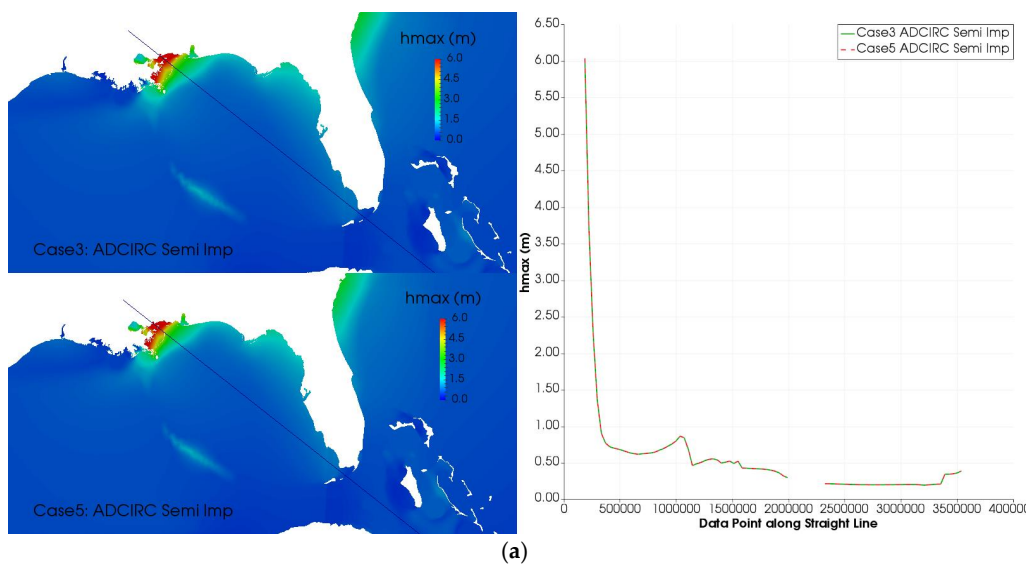 hmax (m)
6.0
4.5
3.0
1.5
0.0
Case3: ADCIRC Semi Imp
hmax (m)
6.0
4.5
3.0
1.5
0.0
Case5: ADCIRC Semi Imp
6.50
6.00
5.50
5.00
4.50
4.00
3.50
3.00
2.50
2.00
1.50
1.00
0.50
0.00
hmax (m)
Case3 ADCIRC Semi Imp
Case5 ADCIRC Semi Imp
0 500000 1000000 1500000 2000000 2500000 3000000 3500000 400000
Data Point along Straight Line
(a)